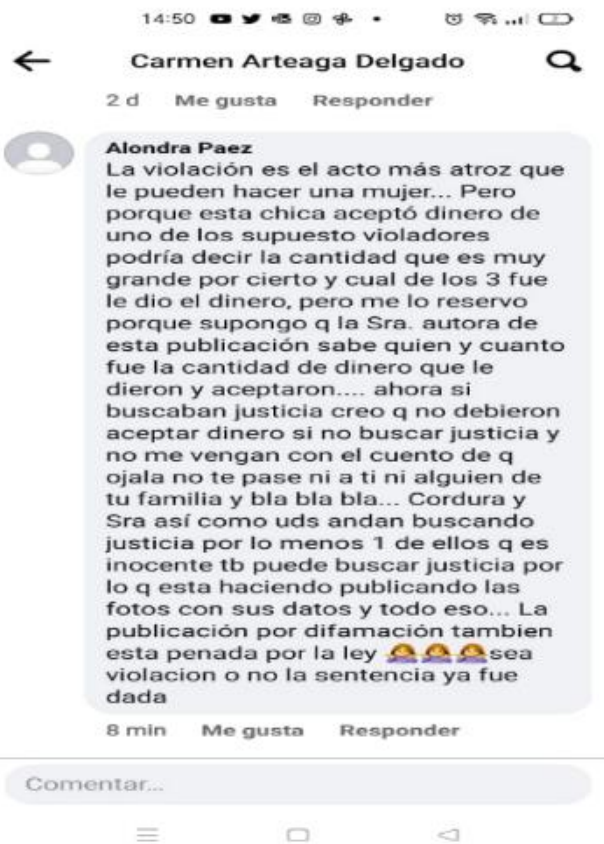 14:50
Carmen Arteaga Delgado
2 d Me gusta Responder
Alondra Paez
La violación es el acto más atroz que
le pueden hacer una mujer... Pero
porque esta chica aceptó dinero de
uno de los supuesto violadores
podría decir la cantidad que es muy
grande por cierto y cual de los 3 fue
le dio el dinero, pero me lo reservo
porque supongo q la Sra. autora de
esta publicación sabe quien y cuanto
fue la cantidad de dinero que le
dieron y aceptaron.... ahora si
buscaban justicia creo q no debieron
aceptar dinero si no buscar justicia y
no me vengan con el cuento de q
ojala no te pase ni a ti ni alguien de
tu familia y bla bla bla... Cordura y
Sra así como uds andan buscando
justicia por lo menos 1 de ellos q es
inocente tb puede buscar justicia por
lo q esta haciendo publicando las
fotos con sus datos y todo eso... La
publicación por difamación tambien
esta penada por la ley 🤦‍♀️🤦‍♀️🤦‍♀️sea
violacion o no la sentencia ya fue
dada
8 min Me gusta Responder
Comentar...